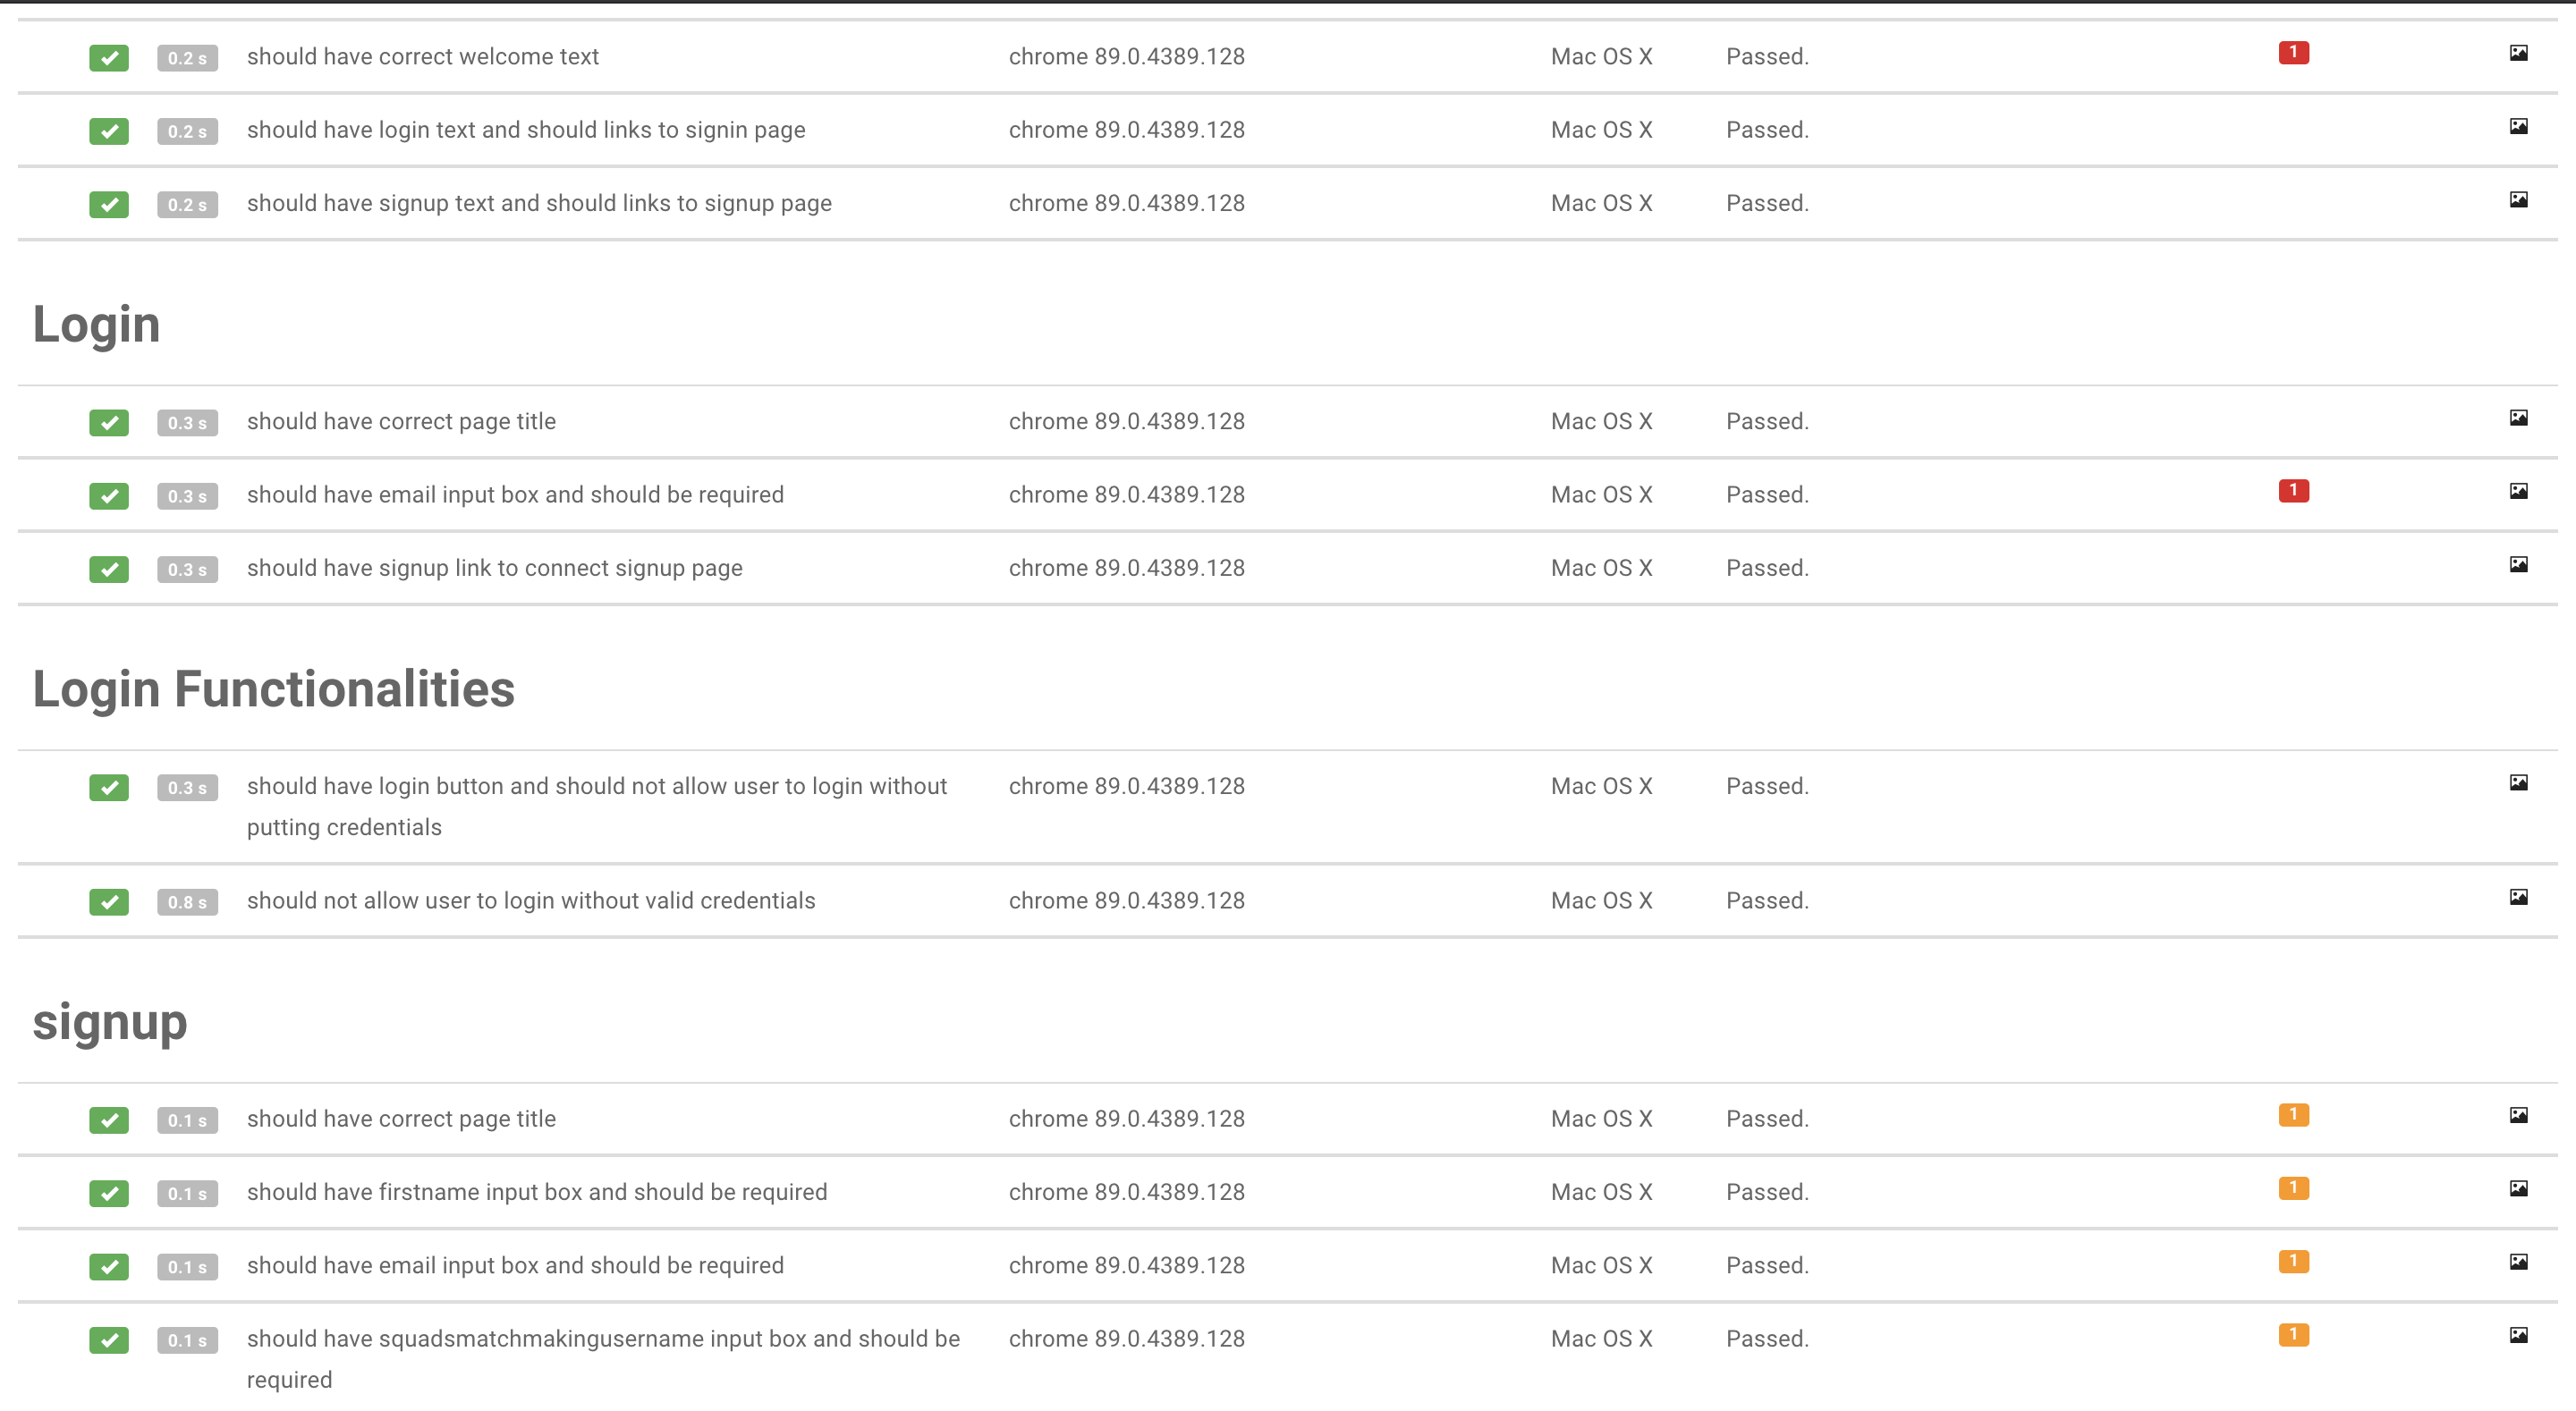 0.2 s should have correct welcome text chrome 89.0.4389.128 Mac OS X Passed. 1
0.2 s should have login text and should links to signin page chrome 89.0.4389.128 Mac OS X Passed.
0.2 s should have signup text and should links to signup page chrome 89.0.4389.128 Mac OS X Passed.
Login
0.3 s should have correct page title chrome 89.0.4389.128 Mac OS X Passed.
0.3 s should have email input box and should be required chrome 89.0.4389.128 Mac OS X Passed. 1
0.3 s should have signup link to connect signup page chrome 89.0.4389.128 Mac OS X Passed.
Login Functionalities
0.3 s should have login button and should not allow user to login without chrome 89.0.4389.128 Mac OS X Passed.
putting credentials
0.8 s should not allow user to login without valid credentials chrome 89.0.4389.128 Mac OS X Passed.
signup
0.1 s should have correct page title chrome 89.0.4389.128 Mac OS X Passed. 1
0.1 s should have firstname input box and should be required chrome 89.0.4389.128 Mac OS X Passed. 1
0.1 s should have email input box and should be required chrome 89.0.4389.128 Mac OS X Passed. 1
0.1 s should have squadsmatchmakingusername input box and should be chrome 89.0.4389.128 Mac OS X Passed. 1
required